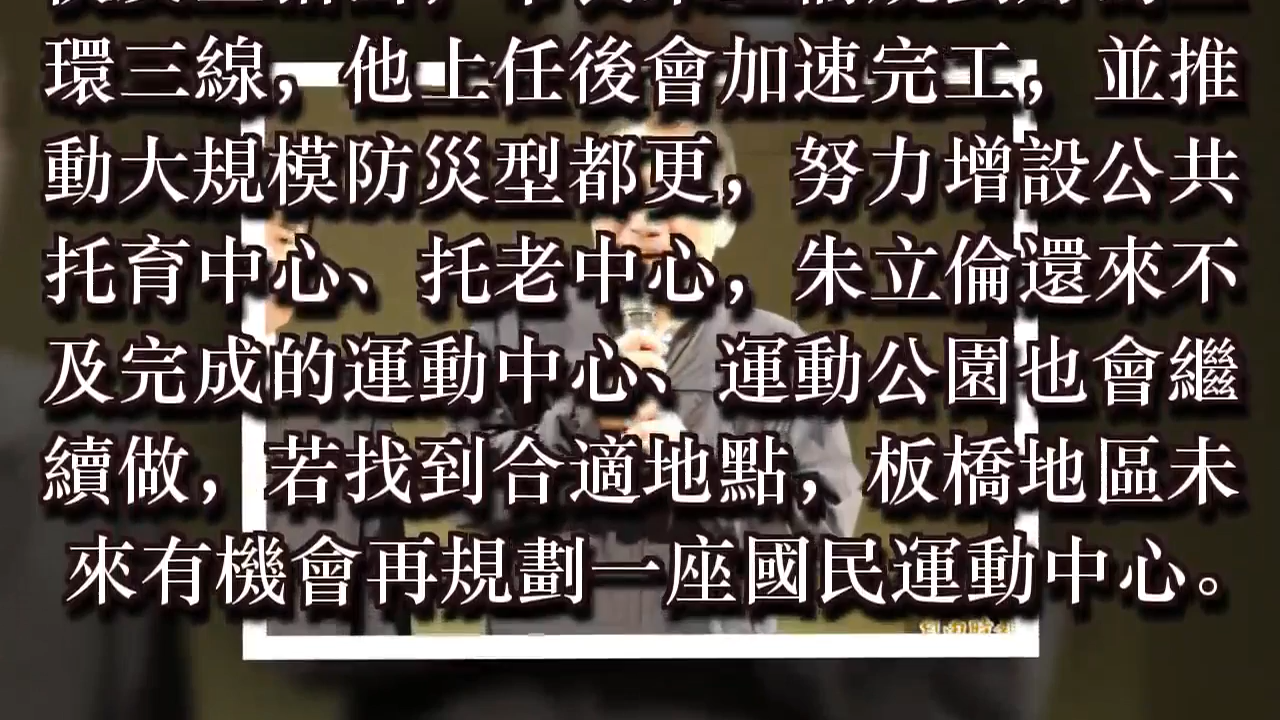 環三線，他上任後會加速完工，並推
動大規模防災型都更，努力增設公共
托育中心、托老中心，朱立倫還來不
及完成的運動中心、運動公園也會繼
續做，若找到合適地點，板橋地區未
來有機會再規劃一座國民運動中心。